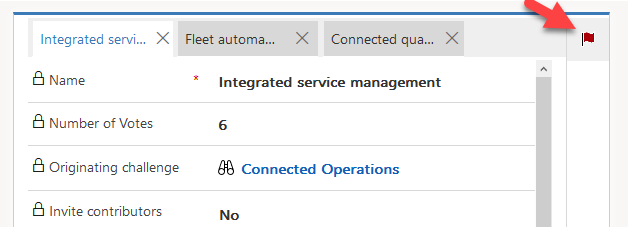 Integrated servi... Fleet automa... Connected qua...
Name * Integrated service management
Number of Votes 6
Originating challenge Connected Operations
Invite contributors No